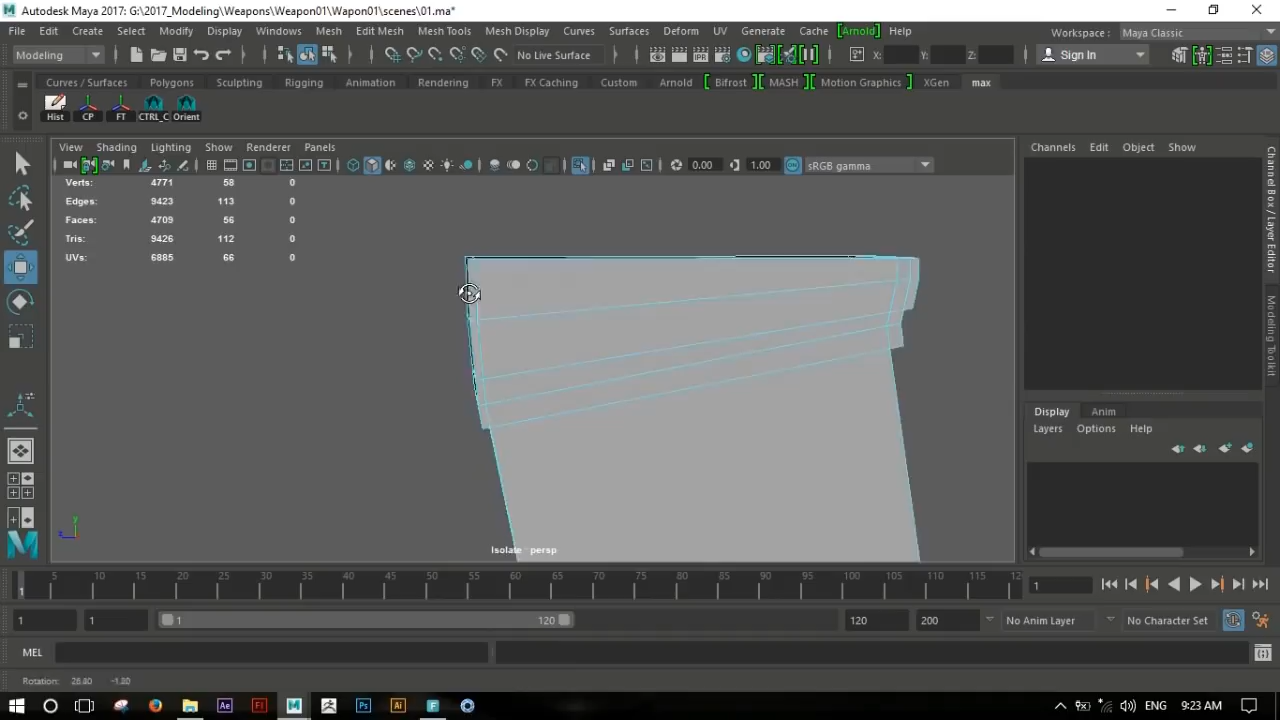 Autodesk Maya 2017: G:\2017_Modeling\Weapons\Weapon01\Wapon01\scenes\01.ma*
File Edit Create Select Modify Display Windows Mesh Edit Mesh Mesh Tools Mesh Display Curves Surfaces Deform UV Generate Cache [Arnold] Help Workspace : Maya Classic
Modeling No Live Surface X: Y: Z: Sign In
Curves / Surfaces Polygons Sculpting Rigging Animation Rendering FX FX Caching Custom Arnold Bifrost MASH Motion Graphics XGen max
Hist CP FT CTRL_C Orient
View Shading Lighting Show Renderer Panels
Channels Edit Object Show
0.00 1.00 sRGB gamma
Verts: 4771 58 0
Edges: 9423 113 0
Faces: 4709 56 0
Tris: 9426 112 0
UVs: 6885 66 0
Channel Box / Layer Editor
Modeling Toolkit
Display Anim
Layers Options Help
y
z
Isolate : persp
5 10 15 20 25 30 35 40 45 50 55 60 65 70 75 80 85 90 95 100 105 110 115 12
1
1
1 1 1 120 120 200 No Anim Layer No Character Set
MEL
Rotation: 26.80 -1.80
Ae Fl Ps Ai F ENG 9:23 AM